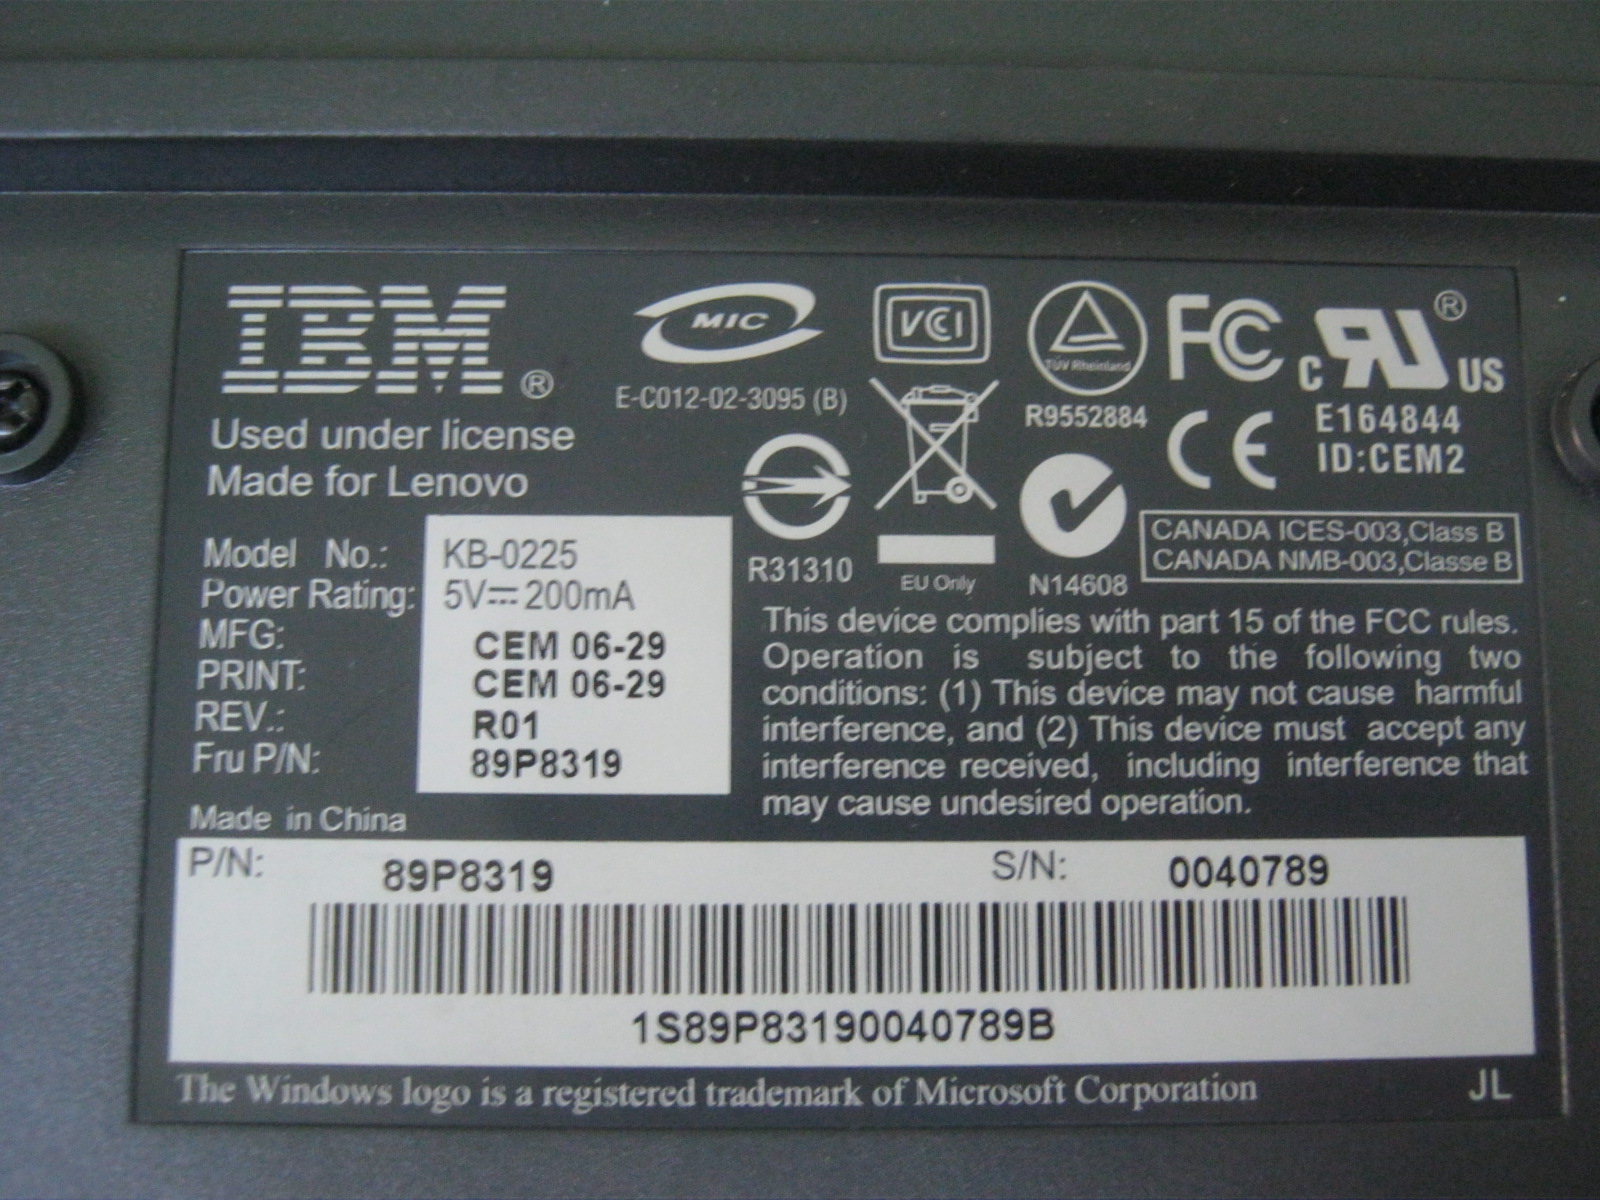 IBM®
Used under license
Made for Lenovo
MIC
E-C012-02-3095 (B)
VCCI
TÜV Rheinland
R9552884
FC
C RU® US
E164844
ID:CEM2
CE
R31310
EU Only
N14608
CANADA ICES-003,Class B
CANADA NMB-003,Classe B
Model No.: KB-0225
Power Rating: 5V⎓200mA
MFG: CEM 06-29
PRINT: CEM 06-29
REV.: R01
Fru P/N: 89P8319
Made in China
This device complies with part 15 of the FCC rules.
Operation is subject to the following two
conditions: (1) This device may not cause harmful
interference, and (2) This device must accept any
interference received, including interference that
may cause undesired operation.
P/N: 89P8319 S/N: 0040789
1S89P83190040789B
The Windows logo is a registered trademark of Microsoft Corporation JL